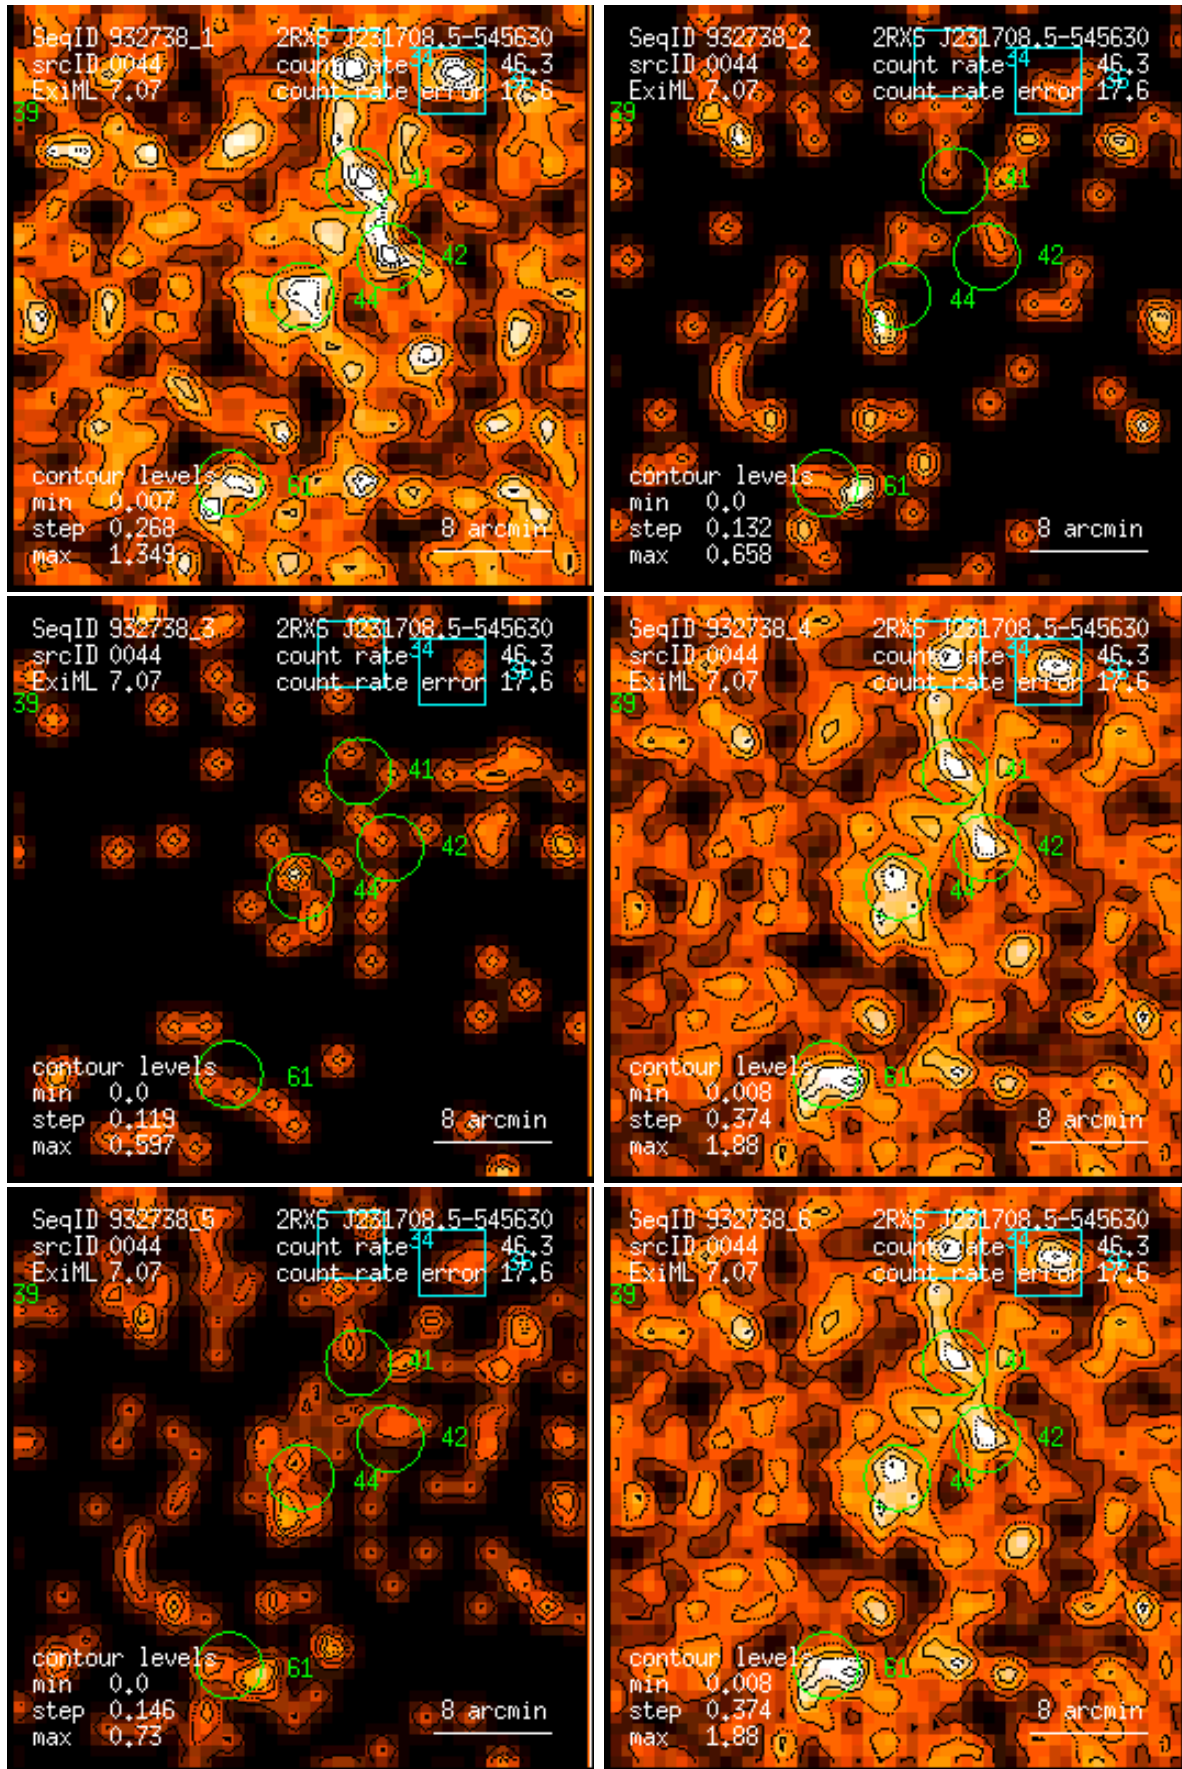 SeqID 932738_1 2RXS J231708.5-545630
srcID 0044 count rate 34 46.3
ExiML 7.07 count rate error 36 17.6
39
41
42
44
contour levels 61
min 0.007
step 0.268 8 arcmin
max 1.349
SeqID 932738_2 2RXS J231708.5-545630
srcID 0044 count rate 34 46.3
ExiML 7.07 count rate error 36 17.6
39
41
42
44
contour levels 61
min 0.0
step 0.132 8 arcmin
max 0.658
SeqID 932738_3 2RXS J231708.5-545630
srcID 0044 count rate 34 46.3
ExiML 7.07 count rate error 36 17.6
39
41
42
44
contour levels 61
min 0.0
step 0.119 8 arcmin
max 0.597
SeqID 932738_4 2RXS J231708.5-545630
srcID 0044 count rate 34 46.3
ExiML 7.07 count rate error 36 17.6
39
41
42
44
contour levels 61
min 0.008
step 0.374 8 arcmin
max 1.88
SeqID 932738_5 2RXS J231708.5-545630
srcID 0044 count rate 34 46.3
ExiML 7.07 count rate error 36 17.6
39
41
42
44
contour levels 61
min 0.0
step 0.146 8 arcmin
max 0.73
SeqID 932738_6 2RXS J231708.5-545630
srcID 0044 count rate 34 46.3
ExiML 7.07 count rate error 36 17.6
39
41
42
44
contour levels 61
min 0.008
step 0.374 8 arcmin
max 1.88